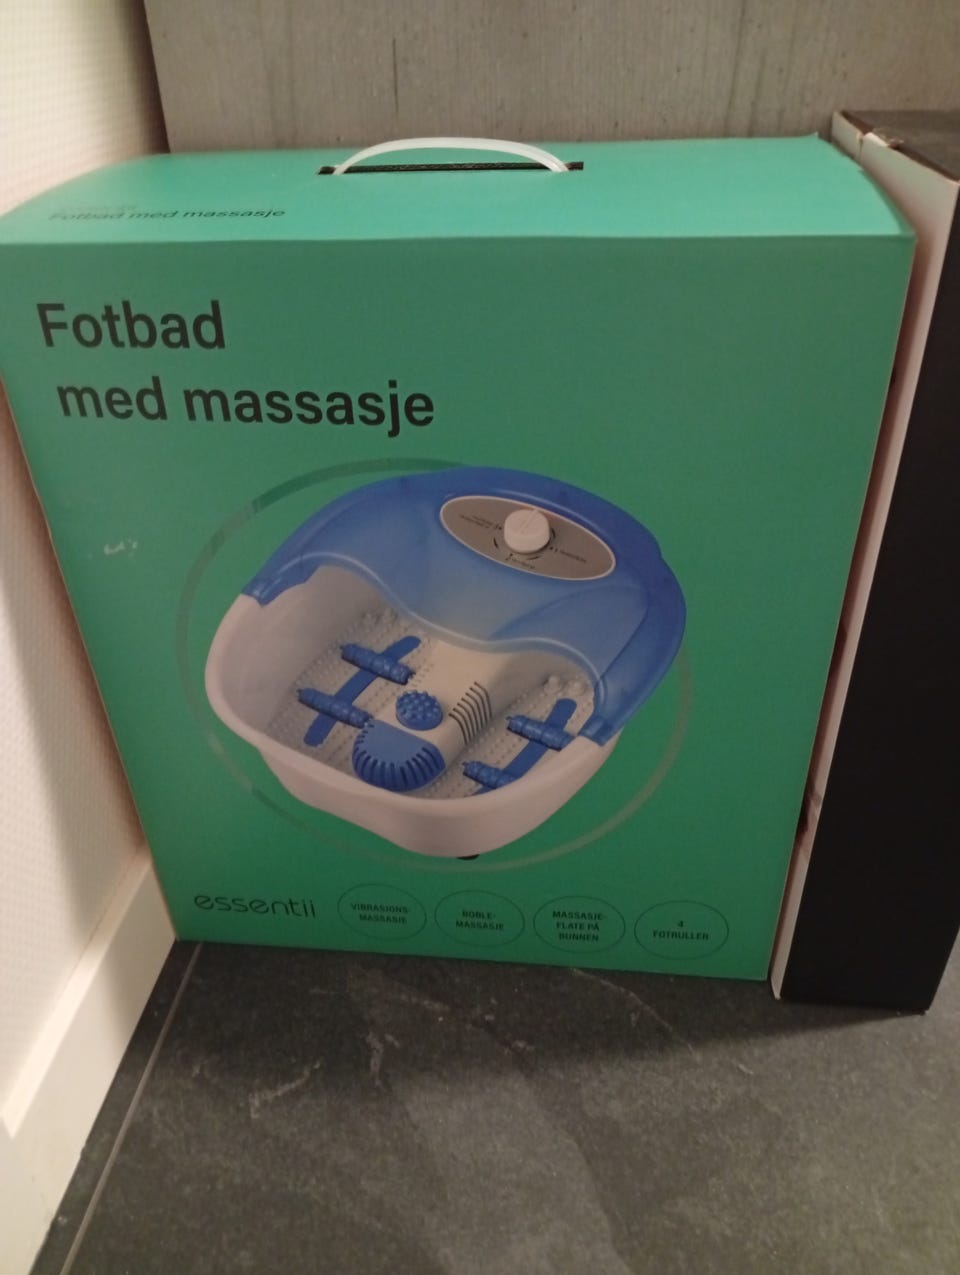 Fotbad med massasje
Fotbad
med massasje
essentii
VIBRASJONS-
MASSASJE
BOBLE-
MASSASJE
MASSASJE-
FLATE PÅ
BUNNEN
4
FOTRULLER